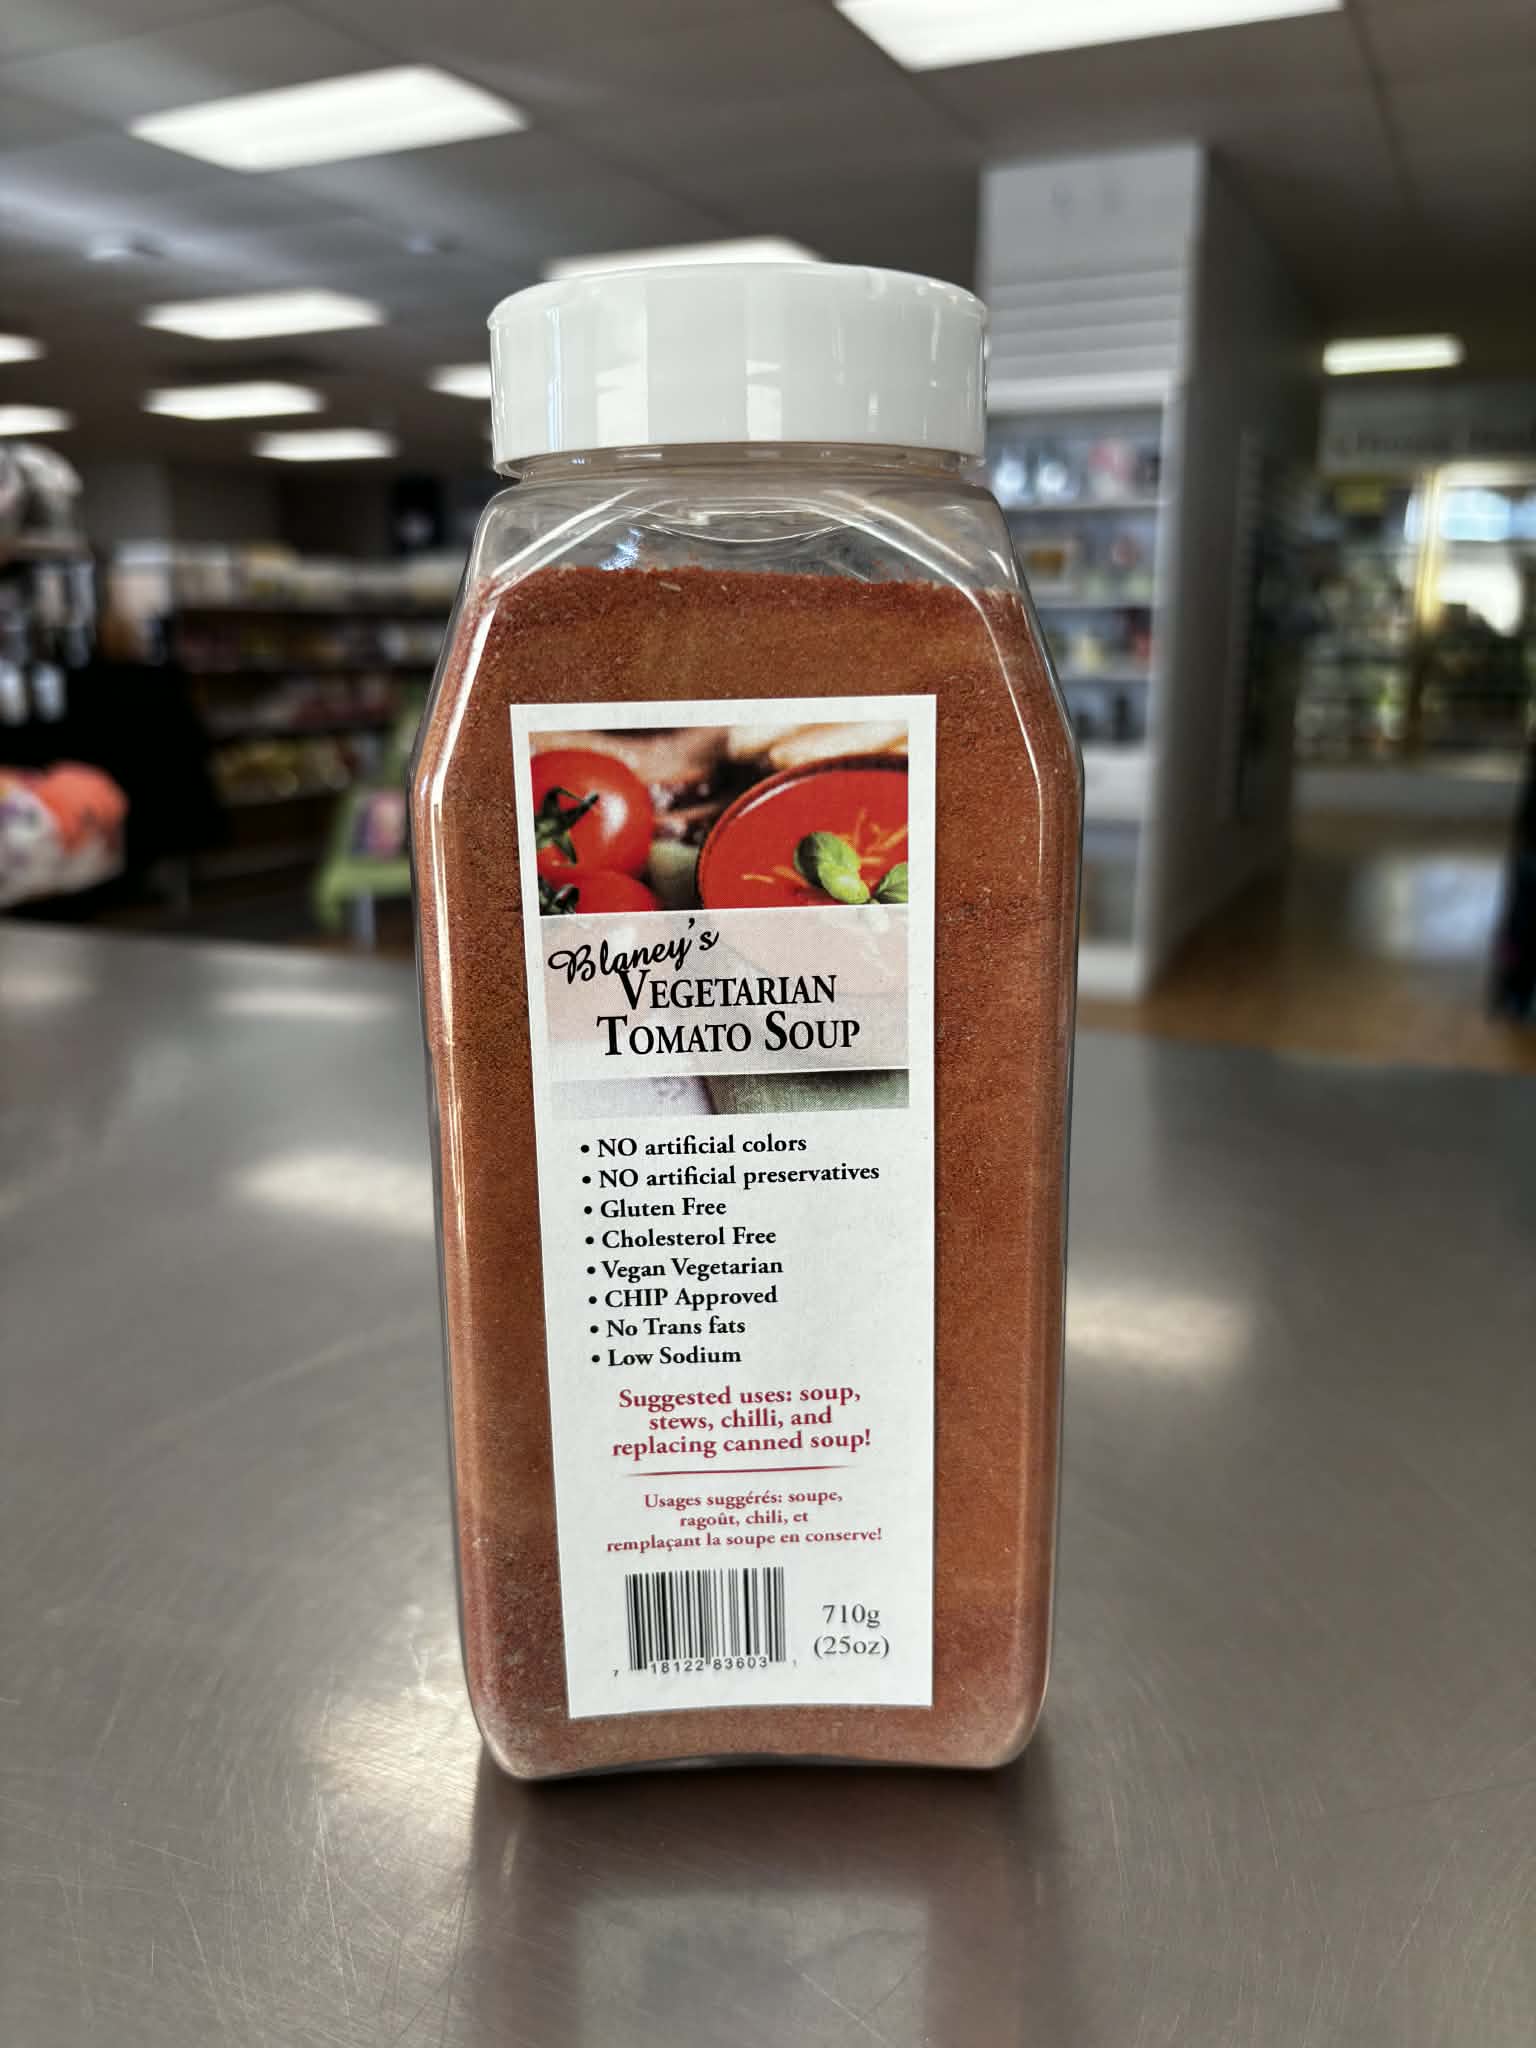 Blaney's
VEGETARIAN
TOMATO SOUP
• NO artificial colors
• NO artificial preservatives
• Gluten Free
• Cholesterol Free
• Vegan Vegetarian
• CHIP Approved
• No Trans fats
• Low Sodium
Suggested uses: soup,
stews, chilli, and
replacing canned soup!
Usages suggérés: soupe,
ragoût, chili, et
remplaçant la soupe en conserve!
7 18122 83603 1
710g
(25oz)